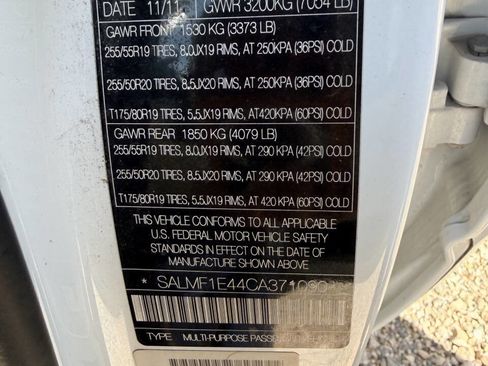 DATE 11/11 GVWR 3200KG (7054 LB)
GAWR FRONT 1530 KG (3373 LB)
255/55R19 TIRES, 8.0JX19 RIMS, AT 250KPA (36PSI) COLD
255/50R20 TIRES, 8.5JX20 RIMS, AT 250KPA (36PSI) COLD
T175/80R19 TIRES, 5.5JX19 RIMS, AT420KPA (60PSI) COLD
GAWR REAR 1850 KG (4079 LB)
255/55R19 TIRES, 8.0JX19 RIMS, AT 290 KPA (42PSI) COLD
255/50R20 TIRES, 8.5JX20 RIMS, AT 290 KPA (42PSI) COLD
T175/80R19 TIRES, 5.5JX19 RIMS, AT 420 KPA (60PSI) COLD
THIS VEHICLE CONFORMS TO ALL APPLICABLE
U.S. FEDERAL MOTOR VEHICLE SAFETY
STANDARDS IN EFFECT ON THE DATE OF
MANUFACTURE SHOWN ABOVE
* 
TYPE MULTI-PURPOSE